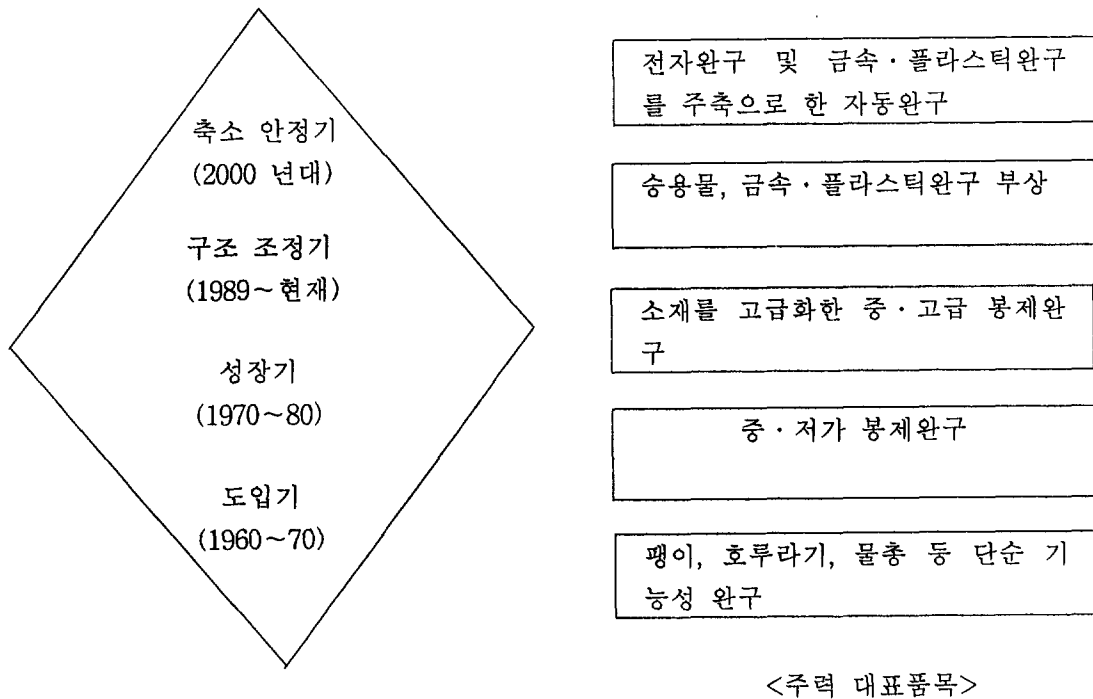 축소 안정기
(2000 년대)
구조 조정기
(1989～현재)
성장기
(1970～80)
도입기
(1960～70)
전자완구 및 금속·플라스틱완구
를 주축으로 한 자동완구
승용물, 금속·플라스틱완구 부상
소재를 고급화한 중·고급 봉제완
구
중·저가 봉제완구
팽이, 호루라기, 물총 등 단순 기
능성 완구
<주력 대표품목>